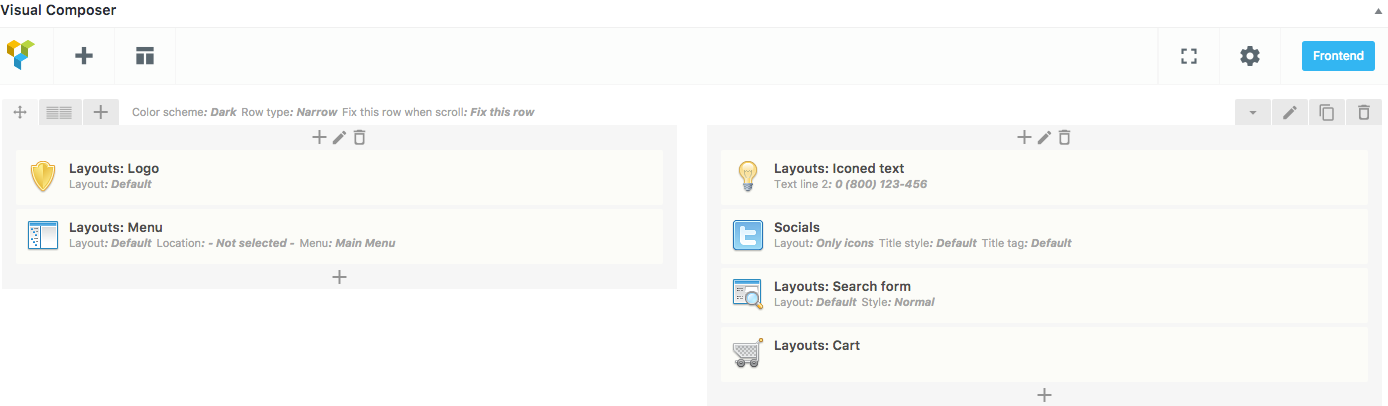 Visual Composer
Frontend
Color scheme: Dark Row type: Narrow Fix this row when scroll: Fix this row
Layouts: Logo
Layout: Default
Layouts: Menu
Layout: Default Location: - Not selected - Menu: Main Menu
Layouts: Iconed text
Text line 2: 0 (800) 123-456
Socials
Layout: Only icons Title style: Default Title tag: Default
Layouts: Search form
Layout: Default Style: Normal
Layouts: Cart